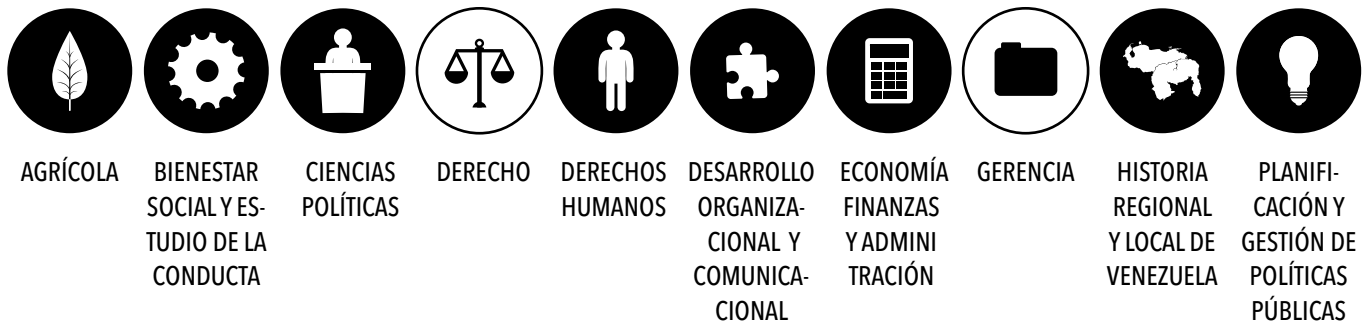 AGRÍCOLA
BIENESTAR
SOCIAL Y ES-
TUDIO DE LA
CONDUCTA
CIENCIAS
POLÍTICAS
DERECHO
DERECHOS
HUMANOS
DESARROLLO
ORGANIZA-
CIONAL Y
COMUNICA-
CIONAL
ECONOMÍA
FINANZAS
Y ADMINI
TRACIÓN
GERENCIA
HISTORIA
REGIONAL
Y LOCAL DE
VENEZUELA
PLANIFI-
CACIÓN Y
GESTIÓN DE
POLÍTICAS
PÚBLICAS